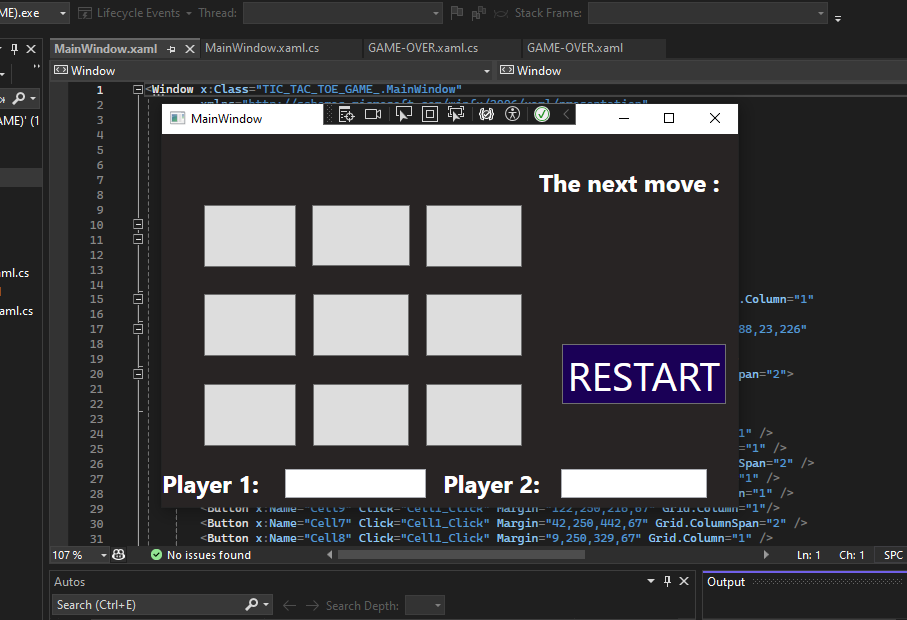 ME).exe Lifecycle Events Thread: Stack Frame:
MainWindow.xaml MainWindow.xaml.cs GAME-OVER.xaml.cs GAME-OVER.xaml
Window Window
AME)' (1
1 <Window x:Class="TIC_TAC_TOE_GAME_.MainWindow"
2
3
4
5
6
7
8
9
10
11
12
13
14
15 .Column="1"
16
17 88,23,226"
18
19
20 pan="2">
21
22
23
24 1" />
25 ="1" />
26 Span="2" />
27 "1" />
28 n="1" />
29 <Button x:Name="Cell9" Click="Cell1_Click" Margin="122,250,216,67" Grid.Column="1"/>
30 <Button x:Name="Cell7" Click="Cell1_Click" Margin="42,250,442,67" Grid.ColumnSpan="2" />
31 <Button x:Name="Cell8" Click="Cell1_Click" Margin="9,250,329,67" Grid.Column="1" />
aml.cs
aml.cs
MainWindow
The next move :
RESTART
Player 1: Player 2:
107 % No issues found Ln: 1 Ch: 1 SPC
Autos
Search (Ctrl+E) Search Depth:
Output